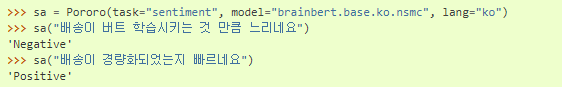 >>> sa = Pororo(task="sentiment", model="brainbert.base.ko.nsmc", lang="ko")
>>> sa("배송이 버트 학습시키는 것 만큼 느리네요")
'Negative'
>>> sa("배송이 경량화되었는지 빠르네요")
'Positive'